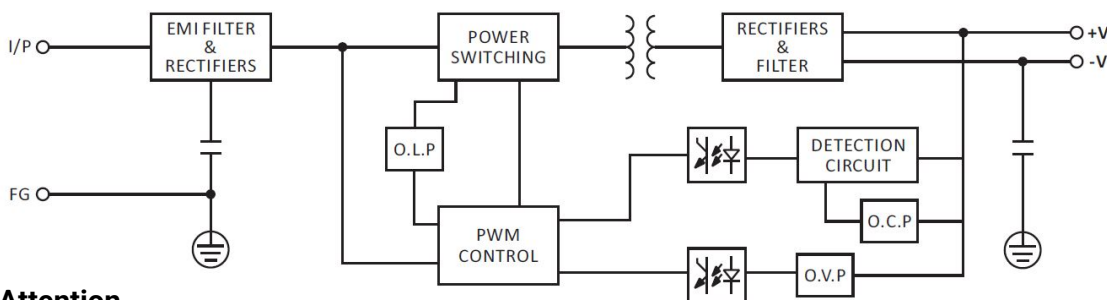 I/P
EMI FILTER
&
RECTIFIERS
POWER
SWITCHING
RECTIFIERS
&
FILTER
+V
-V
O.L.P
DETECTION
CIRCUIT
FG
O.C.P
PWM
CONTROL
O.V.P
Attention